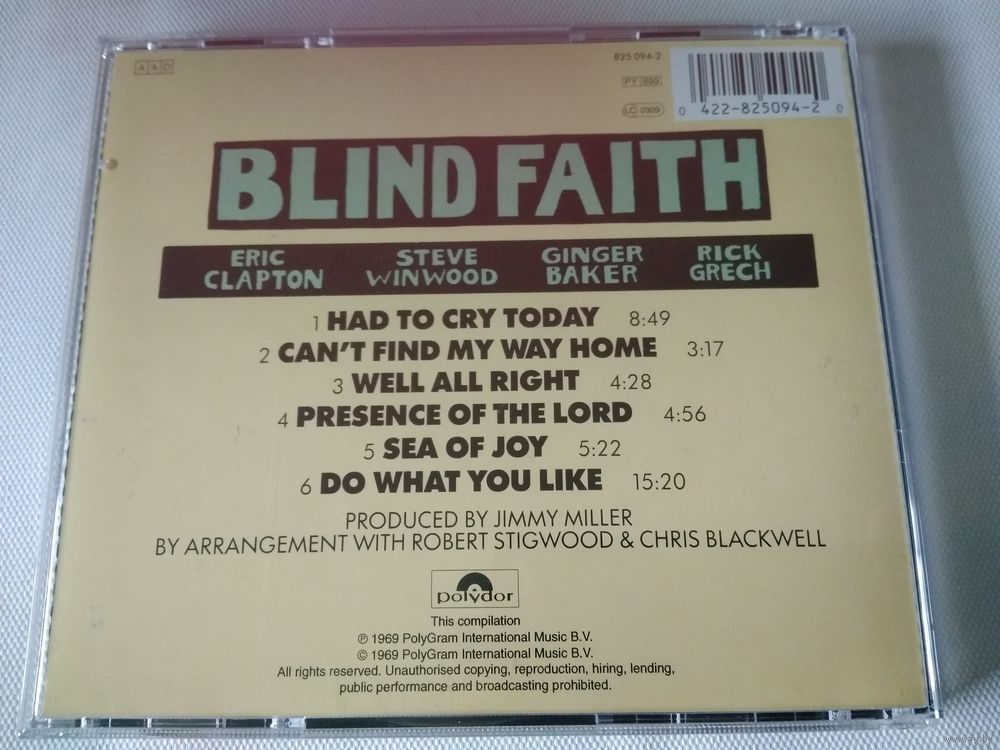 AAD
825 094-2
PY 899
LC 0309
0 422-825094-2 0
BLIND FAITH
ERIC CLAPTON
STEVE WINWOOD
GINGER BAKER
RICK GRECH
1 HAD TO CRY TODAY 8:49
2 CAN'T FIND MY WAY HOME 3:17
3 WELL ALL RIGHT 4:28
4 PRESENCE OF THE LORD 4:56
5 SEA OF JOY 5:22
6 DO WHAT YOU LIKE 15:20
PRODUCED BY JIMMY MILLER
BY ARRANGEMENT WITH ROBERT STIGWOOD & CHRIS BLACKWELL
polydor
This compilation
℗ 1969 PolyGram International Music B.V.
© 1969 PolyGram International Music B.V.
All rights reserved. Unauthorised copying, reproduction, hiring, lending,
public performance and broadcasting prohibited.